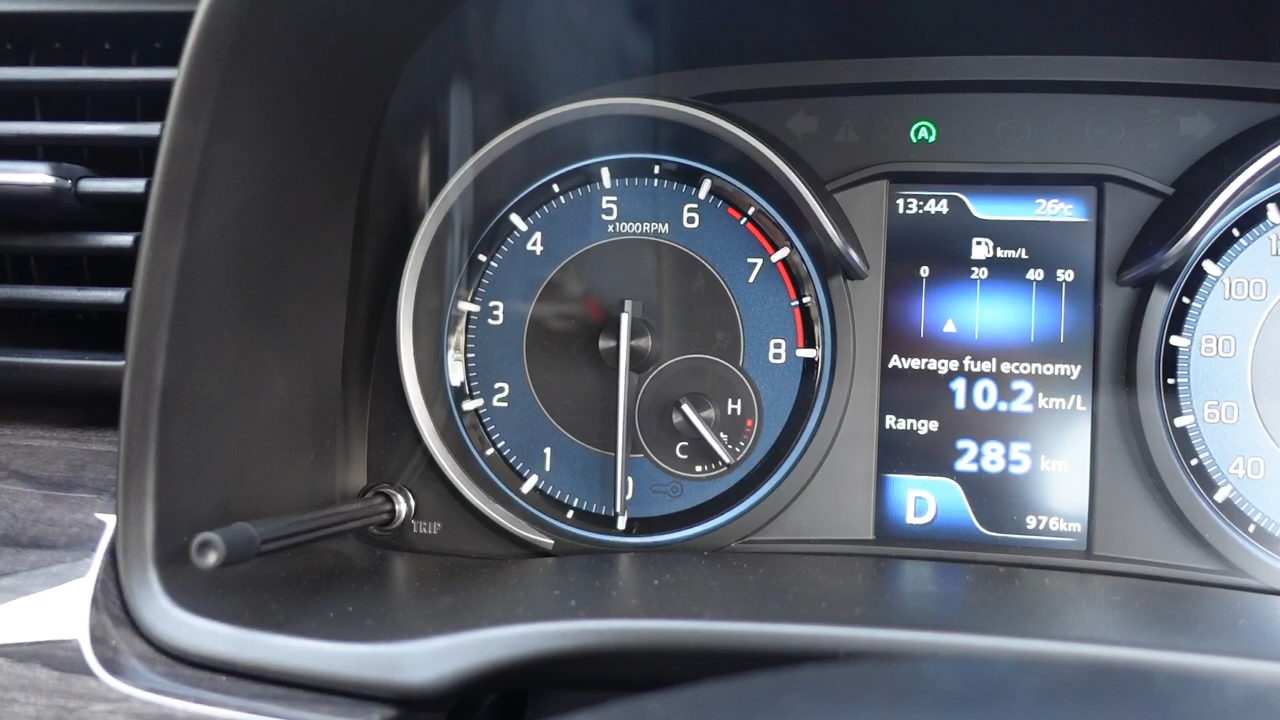 5
6
x1000RPM
4
7
3
8
2
1
0
H
C
TRIP
A
13:44
26°C
km/L
0 20 40 50
Average fuel economy
10.2 km/L
Range
285 km
D
976km
100
80
60
40